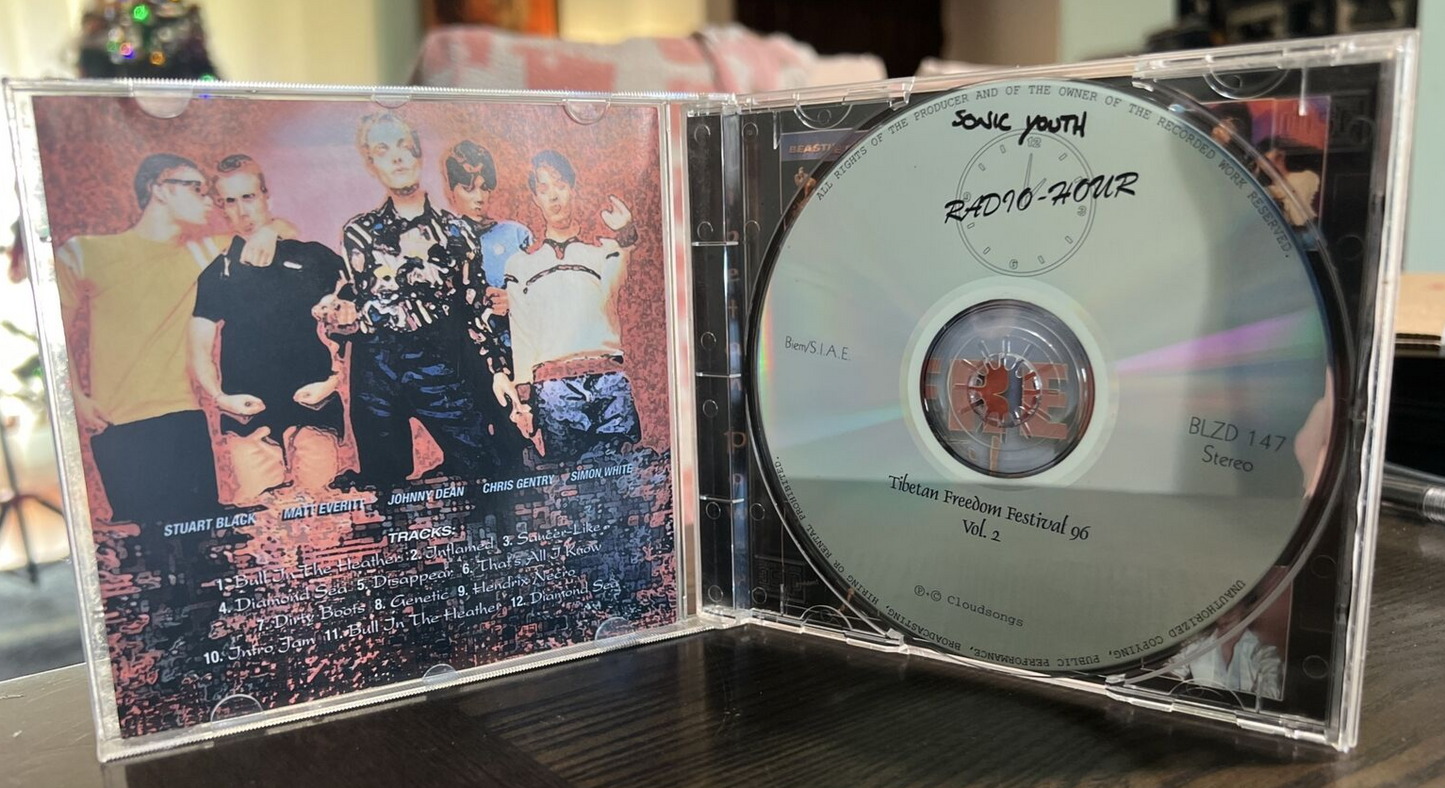 STUART BLACK MATT EVERITT JOHNNY DEAN CHRIS GENTRY SIMON WHITE
TRACKS:
1. Bull In The Heather 2. Inflamed 3. Saucer-Like
4. Diamond Sea 5. Disappear 6. That's All I Know
7. Dirty Boots 8. Genetic 9. Hendrix Necro
10. Intro Jam 11. Bull In The Heather 12. Diamond Sea
BEASTIE
ALL RIGHTS OF THE PRODUCER AND OF THE OWNER OF THE RECORDED WORK RESERVED.
SONIC YOUTH
12
3
6
RADIO-HOUR
Biem/S.I.A.E.
BLZD 147
Stereo
Tibetan Freedom Festival 96
Vol. 2
℗+© Cloudsongs
UNAUTHORIZED COPYING, PUBLIC PERFORMANCE, BROADCASTING, HIRING OR RENTAL PROHIBITED.